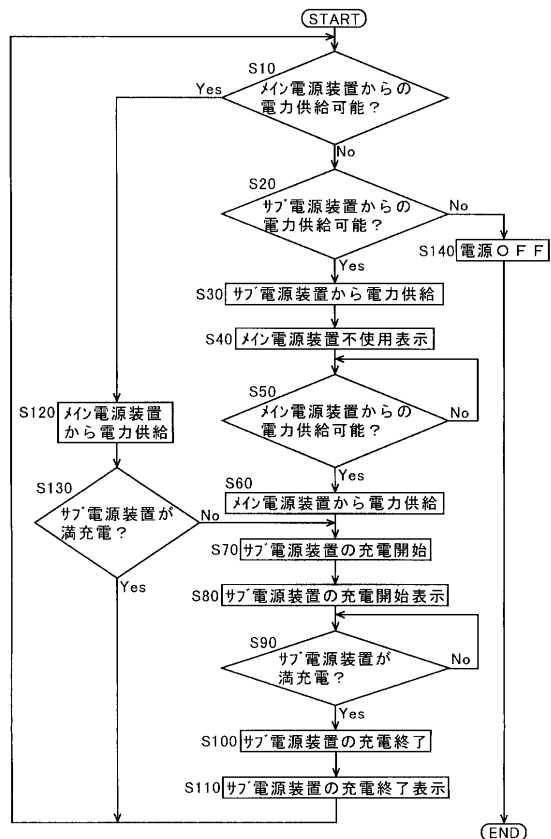 START
S10
メイン電源装置からの
電力供給可能?
Yes
No
S20
サブ電源装置からの
電力供給可能?
No
Yes
S140
電源OFF
S30
サブ電源装置から電力供給
S40
メイン電源装置不使用表示
S50
メイン電源装置からの
電力供給可能?
No
Yes
S120
メイン電源装置
から電力供給
S60
メイン電源装置から電力供給
S130
サブ電源装置が
満充電?
No
Yes
S70
サブ電源装置の充電開始
S80
サブ電源装置の充電開始表示
S90
サブ電源装置が
満充電?
No
Yes
S100
サブ電源装置の充電終了
S110
サブ電源装置の充電終了表示
END